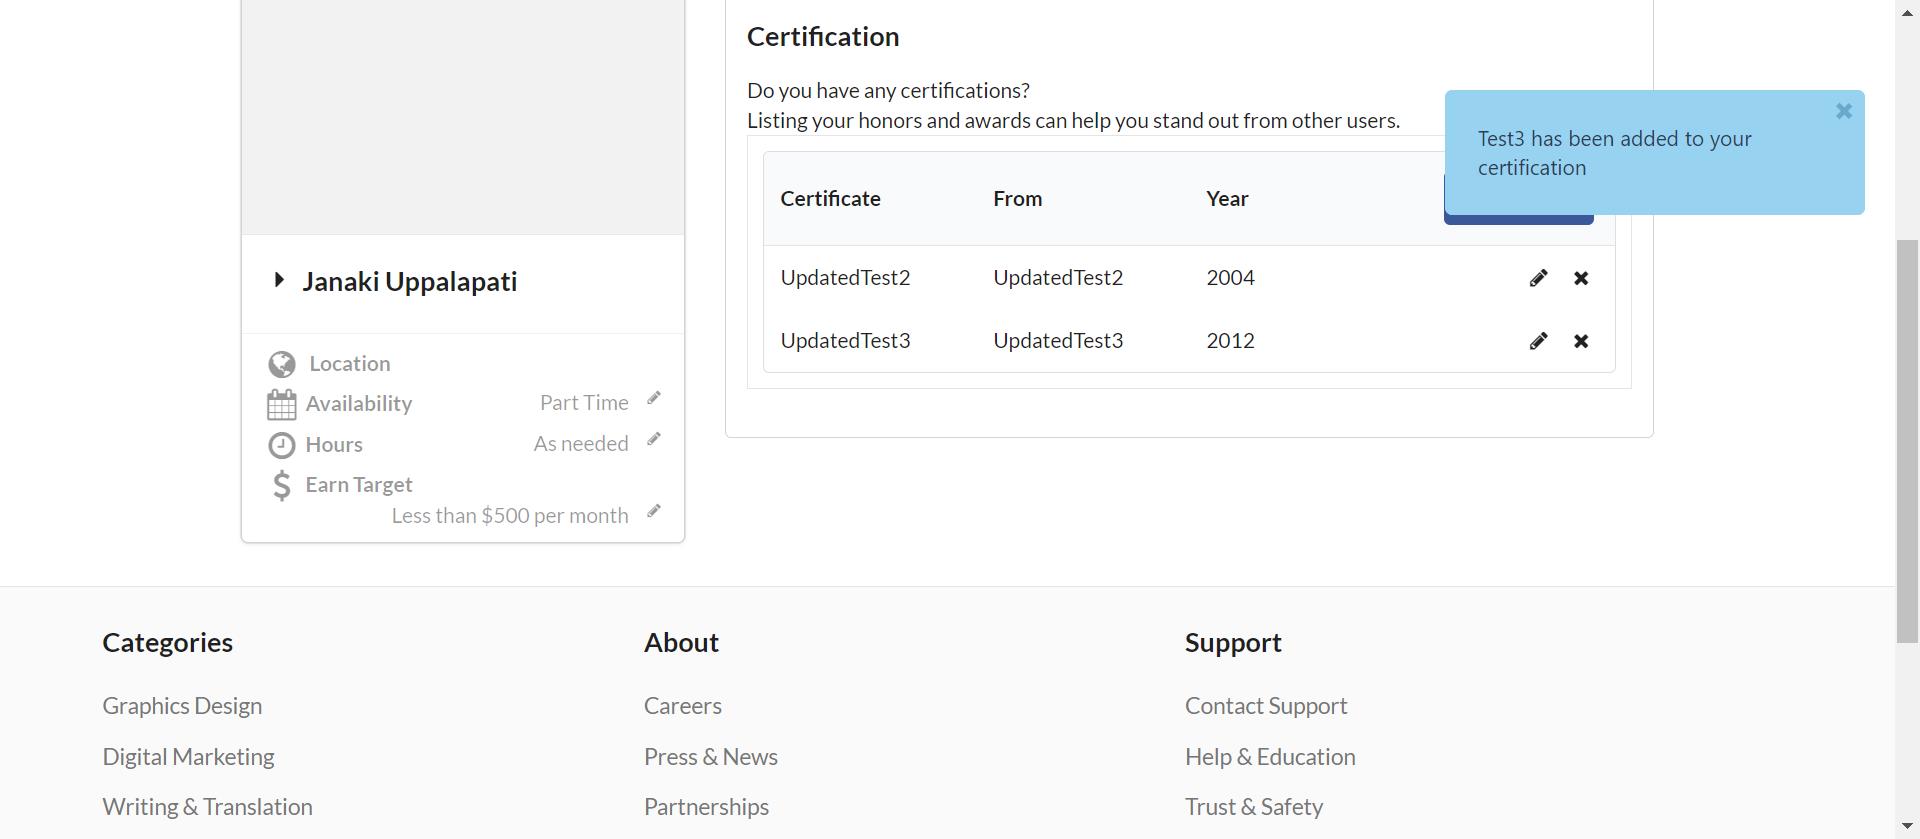 Certification
Do you have any certifications?
Listing your honors and awards can help you stand out from other users.
Test3 has been added to your
certification
Certificate From Year
UpdatedTest2 UpdatedTest2 2004
UpdatedTest3 UpdatedTest3 2012
Janaki Uppalapati
Location
Availability Part Time
Hours As needed
Earn Target
Less than $500 per month
Categories
Graphics Design
Digital Marketing
Writing & Translation
About
Careers
Press & News
Partnerships
Support
Contact Support
Help & Education
Trust & Safety